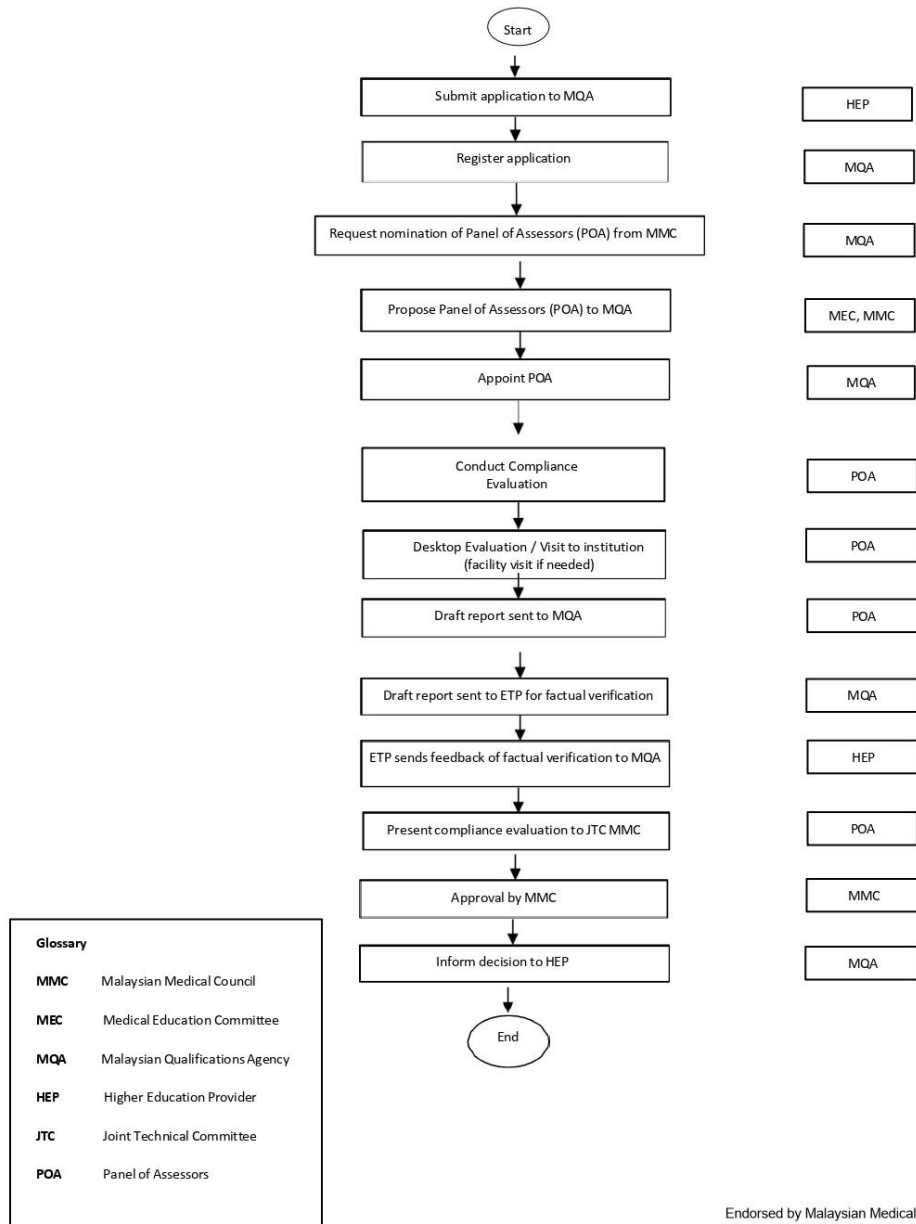 Start
Submit application to MQA
HEP
Register application
MQA
Request nomination of Panel of Assessors (POA) from MMC
MQA
Propose Panel of Assessors (POA) to MQA
MEC, MMC
Appoint POA
MQA
Conduct Compliance
Evaluation
POA
Desktop Evaluation / Visit to institution
(facility visit if needed)
POA
Draft report sent to MQA
POA
Draft report sent to ETP for factual verification
MQA
ETP sends feedback of factual verification to MQA
HEP
Present compliance evaluation to JTC MMC
POA
Approval by MMC
MMC
Inform decision to HEP
MQA
End
Glossary
MMC Malaysian Medical Council
MEC Medical Education Committee
MQA Malaysian Qualifications Agency
HEP Higher Education Provider
JTC Joint Technical Committee
POA Panel of Assessors
Endorsed by Malaysian Medical